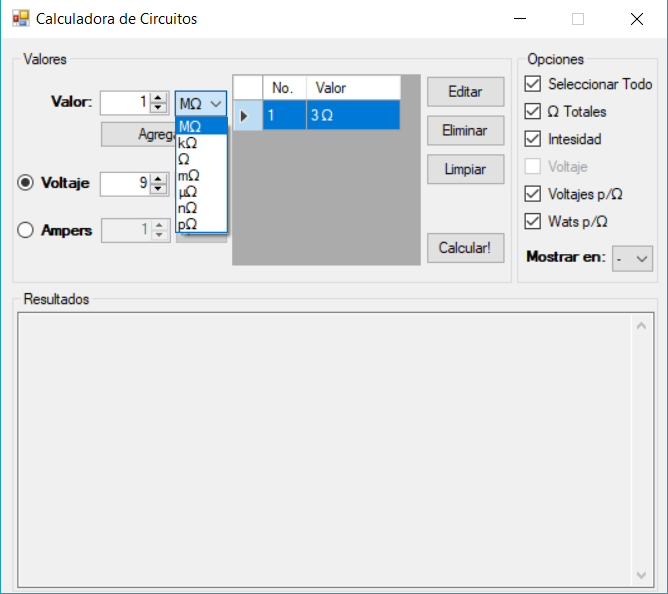 Calculadora de Circuitos
Valores
Valor:
1
MΩ
MΩ
kΩ
Ω
mΩ
µΩ
nΩ
pΩ
Voltaje
9
Ampers
1
No. Valor
1 3 Ω
Editar
Eliminar
Limpiar
Calcular!
Opciones
Seleccionar Todo
Ω Totales
Intesidad
Voltaje
Voltajes p/Ω
Wats p/Ω
Mostrar en: -
Resultados